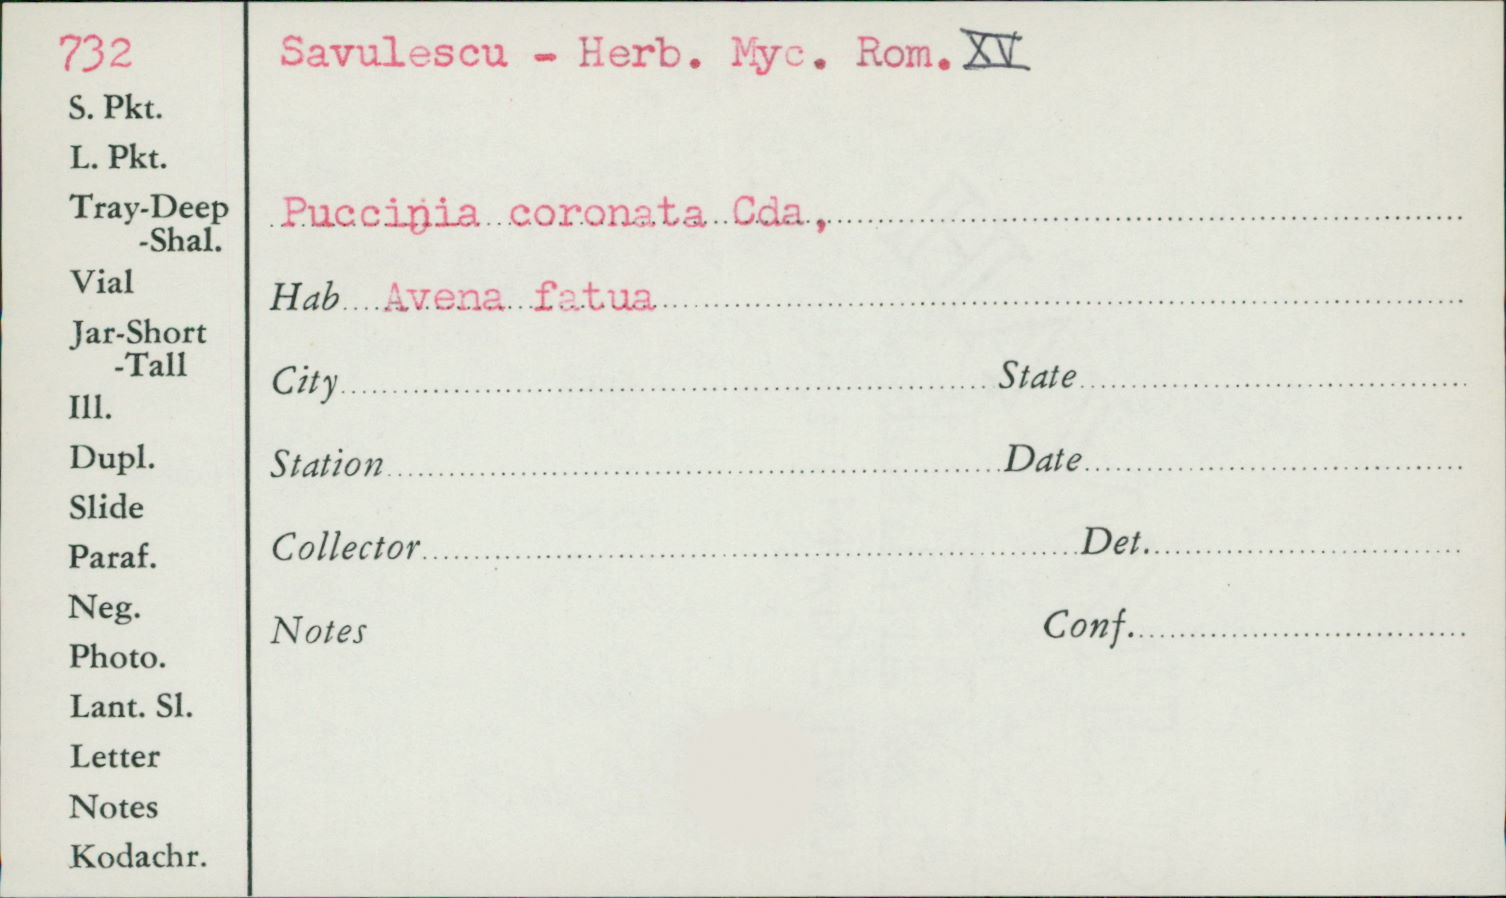 732
Savulescu - Herb. Myc. Rom. XV
S. Pkt.
L. Pkt.
Tray-Deep
-Shal.
Vial
Jar-Short
-Tall
Ill.
Dupl.
Slide
Paraf.
Neg.
Photo.
Lant. Sl.
Letter
Notes
Kodachr.
Puccinia coronata Cda,
Hab Avena fatua
City State
Station Date
Collector Det.
Notes Conf.